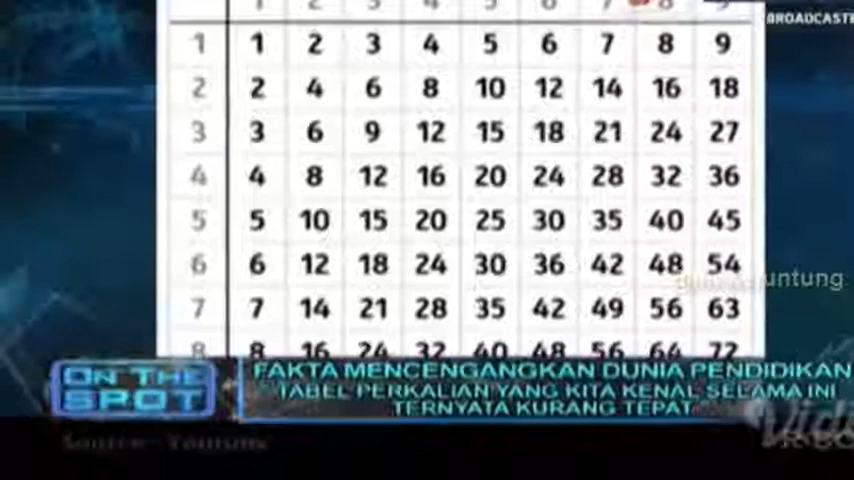 1 2 3 4 5 6 7 8 9
BROADCASTE
1 1 2 3 4 5 6 7 8 9
2 2 4 6 8 10 12 14 16 18
3 3 6 9 12 15 18 21 24 27
4 4 8 12 16 20 24 28 32 36
5 5 10 15 20 25 30 35 40 45
6 6 12 18 24 30 36 42 48 54
untung
7 7 14 21 28 35 42 49 56 63
8 8 16 24 32 40 48 56 64 72
ON THE SPOT
FAKTA MENCENGANGKAN DUNIA PENDIDIKAN
TABEL PERKALIAN YANG KITA KENAL SELAMA INI
TERNYATA KURANG TEPAT
Source : Youtube